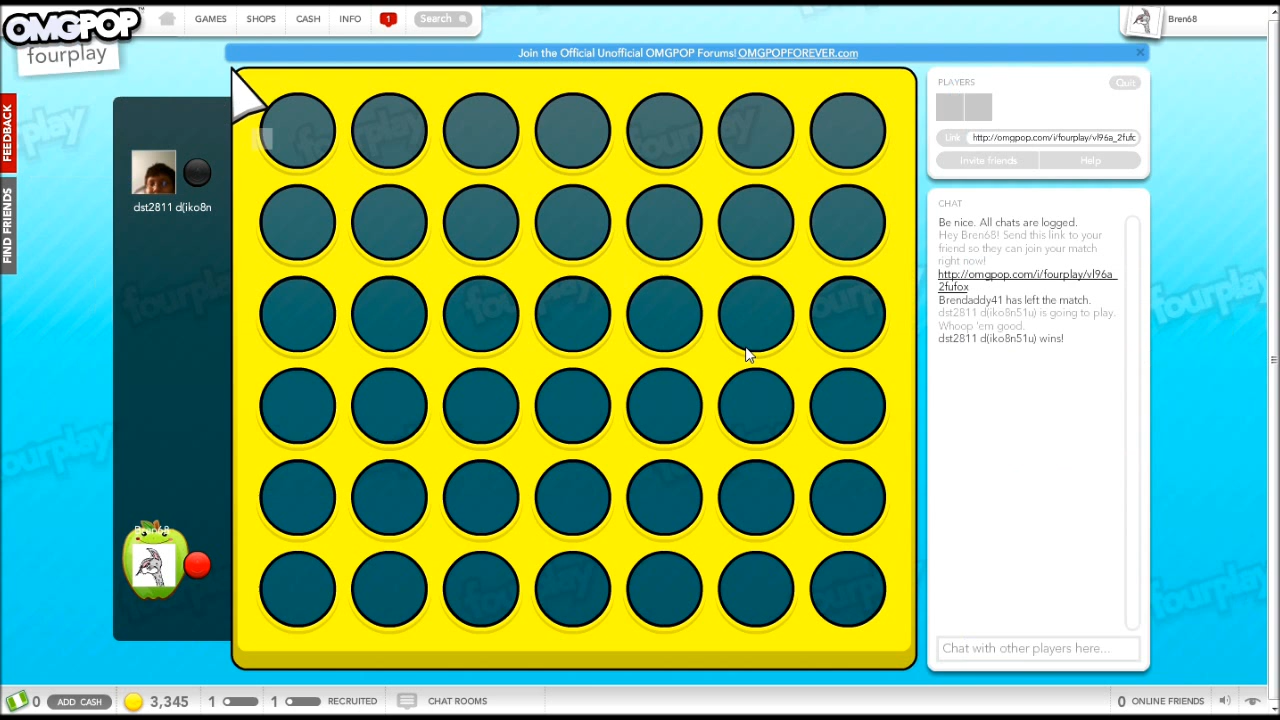 OMGPOP
GAMES
SHOPS
CASH
INFO
1
Search
Bren68
fourplay
Join the Official Unofficial OMGPOP Forums! OMGPOPFOREVER.com
FEEDBACK
FIND FRIENDS
dst2811 d(iko8n
Bren68
PLAYERS
Quit
Link
http://omgpop.com/i/fourplay/vl96a_2fufc
Invite friends
Help
CHAT
Be nice. All chats are logged.
Hey Bren68! Send this link to your
friend so they can join your match
right now!
http://omgpop.com/i/fourplay/vl96a_
2fufox
Brendaddy41 has left the match.
dst2811 d(iko8n51u) is going to play.
Whoop 'em good.
dst2811 d(iko8n51u) wins!
Chat with other players here...
0
ADD CASH
3,345
1
1
RECRUITED
CHAT ROOMS
0 ONLINE FRIENDS